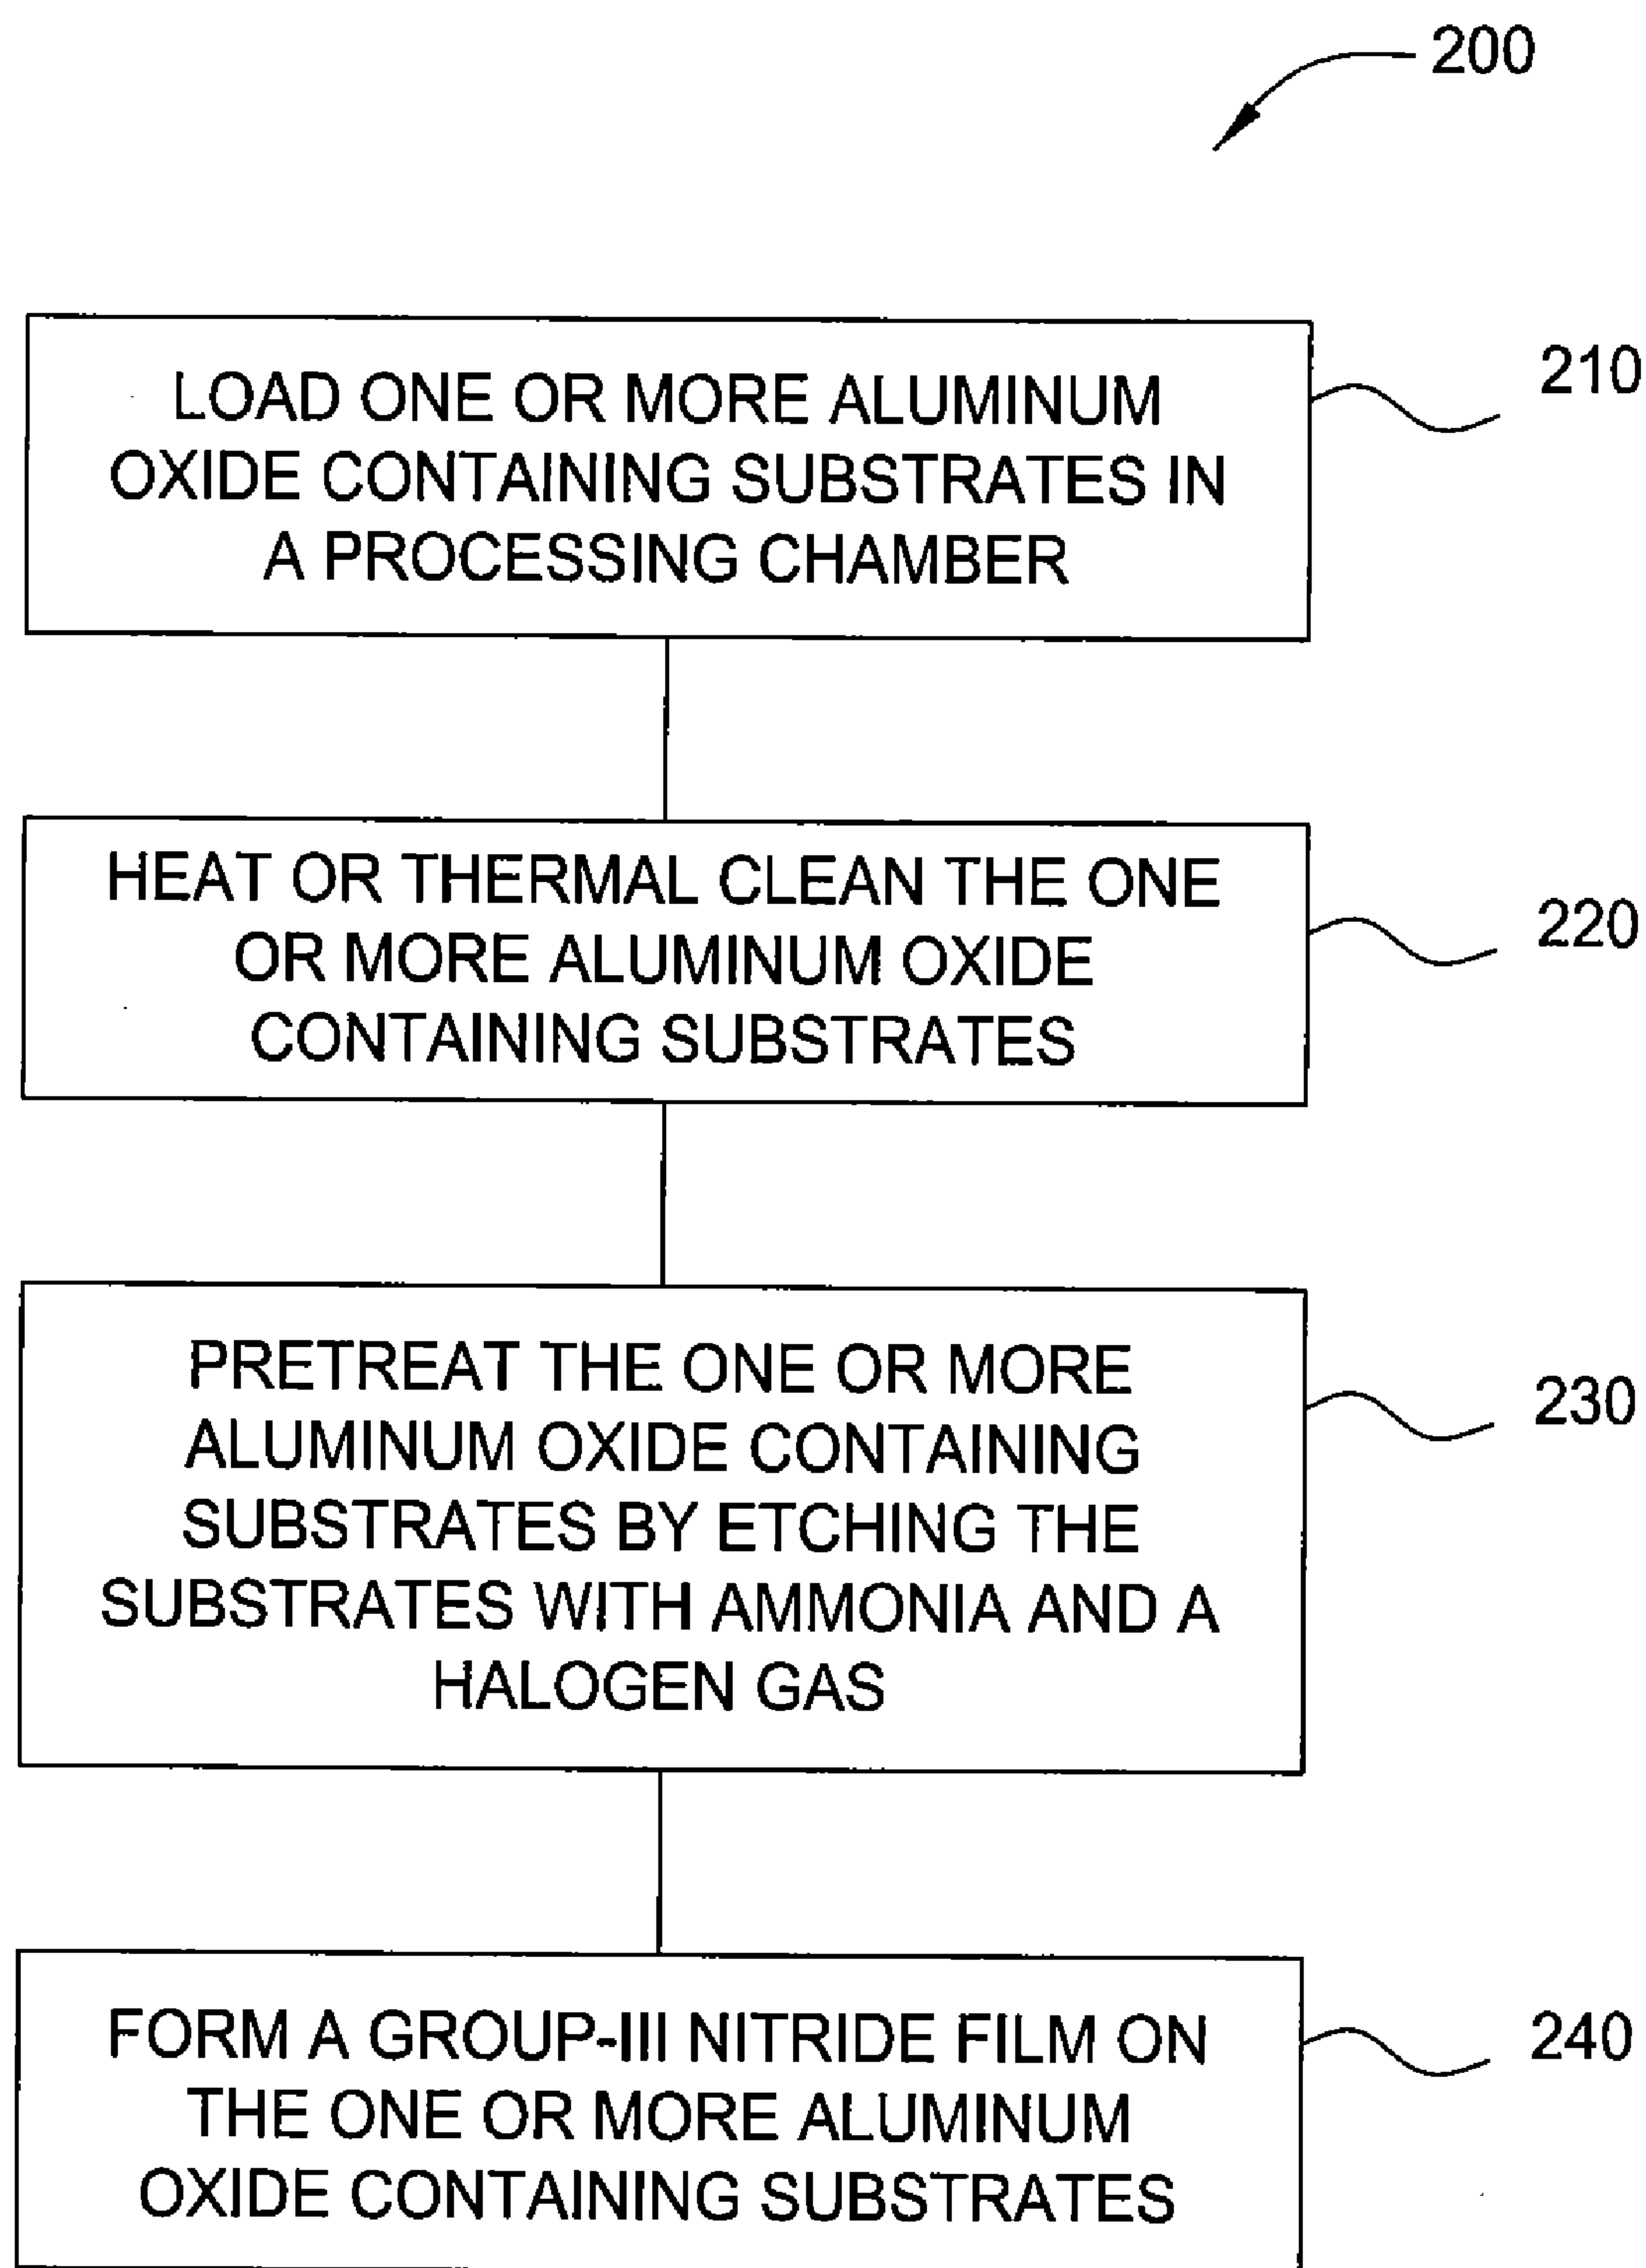 200
LOAD ONE OR MORE ALUMINUM
OXIDE CONTAINING SUBSTRATES IN
A PROCESSING CHAMBER
210
HEAT OR THERMAL CLEAN THE ONE
OR MORE ALUMINUM OXIDE
CONTAINING SUBSTRATES
220
PRETREAT THE ONE OR MORE
ALUMINUM OXIDE CONTAINING
SUBSTRATES BY ETCHING THE
SUBSTRATES WITH AMMONIA AND A
HALOGEN GAS
230
FORM A GROUP-III NITRIDE FILM ON
THE ONE OR MORE ALUMINUM
OXIDE CONTAINING SUBSTRATES
240